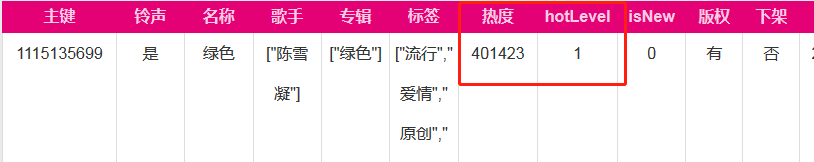 主键 铃声 名称 歌手 专辑 标签 热度 hotLevel isNew 版权 下架
1115135699 是 绿色 ["陈雪 ["绿色"] ["流行"," 401423 1 0 有 否
凝"] 爱情","
原创","